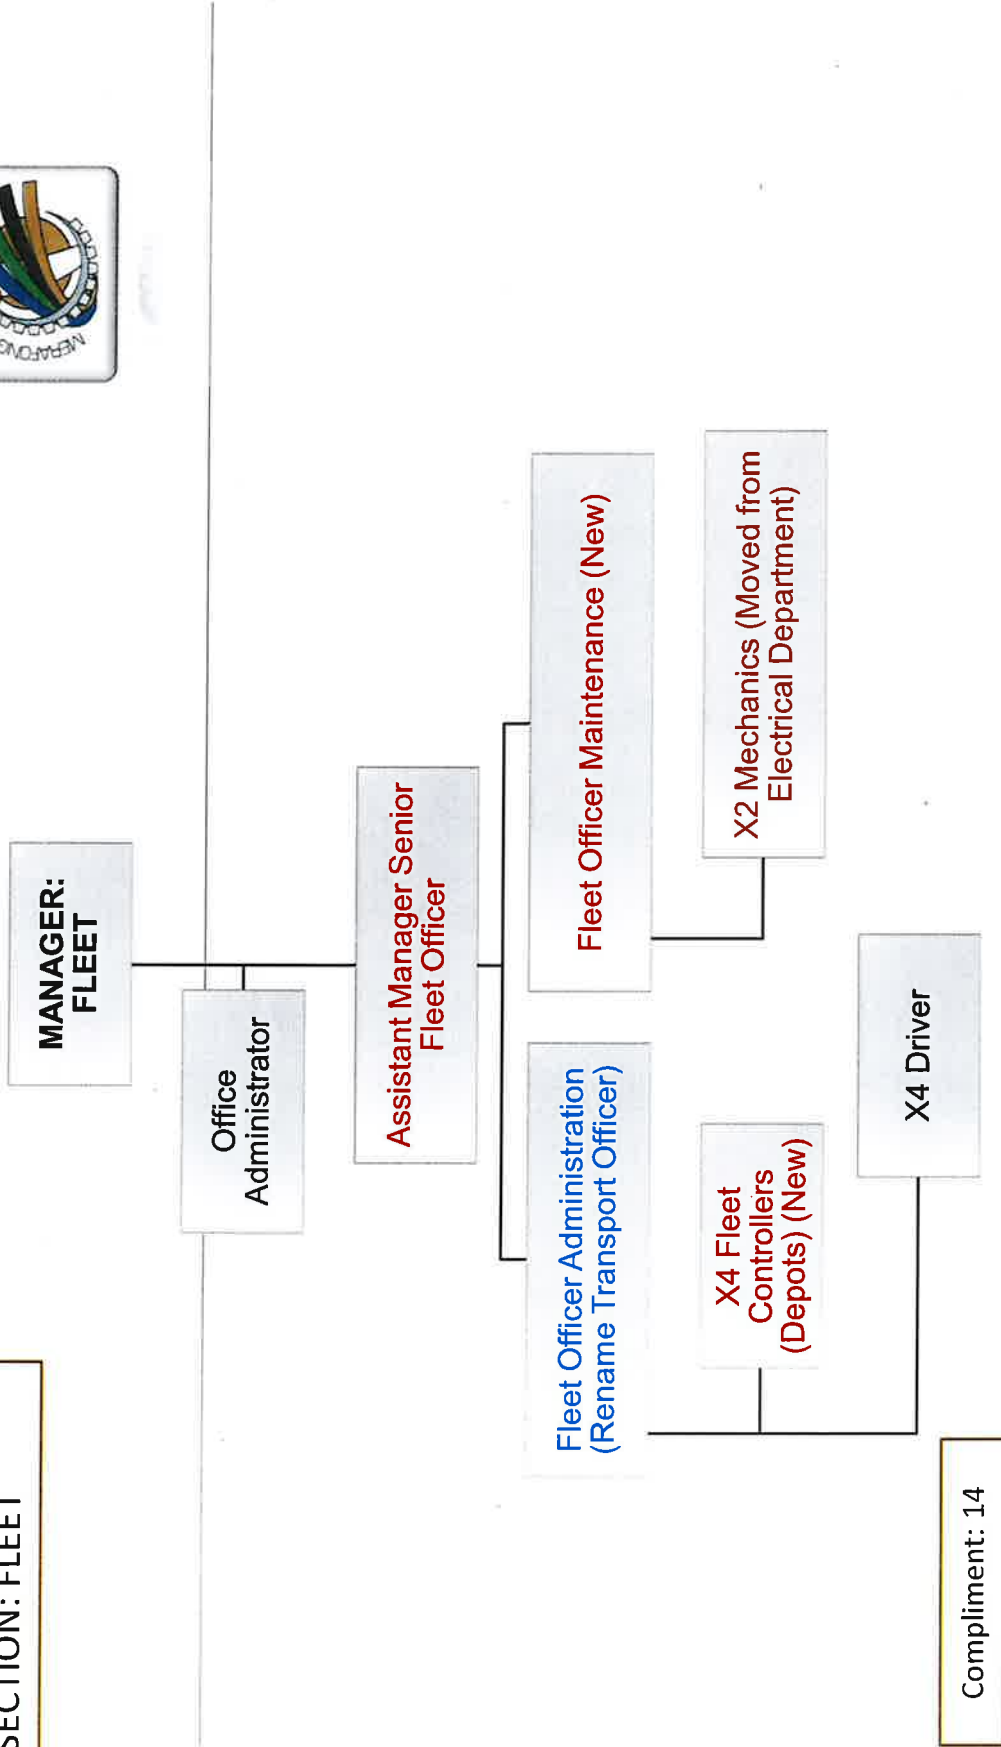 SECTION: FLEET
MERAFONG
MANAGER:
FLEET
Office
Administrator
Assistant Manager Senior
Fleet Officer
Fleet Officer Administration
(Rename Transport Officer)
Fleet Officer Maintenance (New)
X4 Fleet
Controllers
(Depots) (New)
X2 Mechanics (Moved from
Electrical Department)
X4 Driver
Compliment: 14